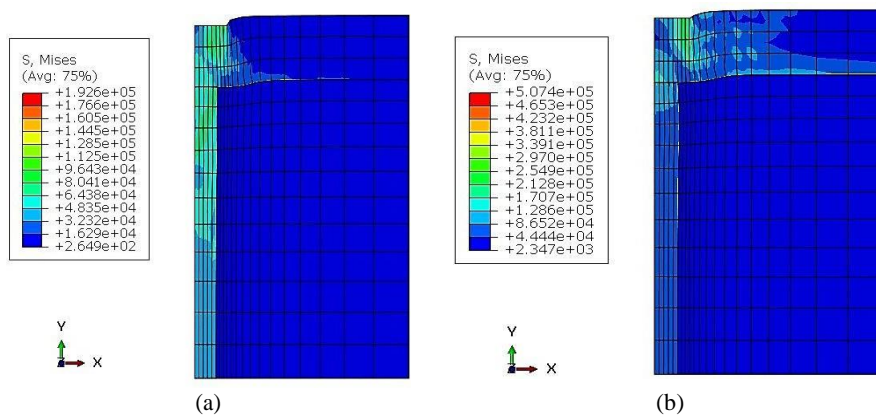 S, Mises
(Avg: 75%)
+1.926e+05
+1.766e+05
+1.605e+05
+1.445e+05
+1.285e+05
+1.125e+05
+9.643e+04
+8.041e+04
+6.438e+04
+4.835e+04
+3.232e+04
+1.629e+04
+2.649e+02
Y
X
(a)
S, Mises
(Avg: 75%)
+5.074e+05
+4.653e+05
+4.232e+05
+3.811e+05
+3.391e+05
+2.970e+05
+2.549e+05
+2.128e+05
+1.707e+05
+1.286e+05
+8.652e+04
+4.444e+04
+2.347e+03
Y
X
(b)